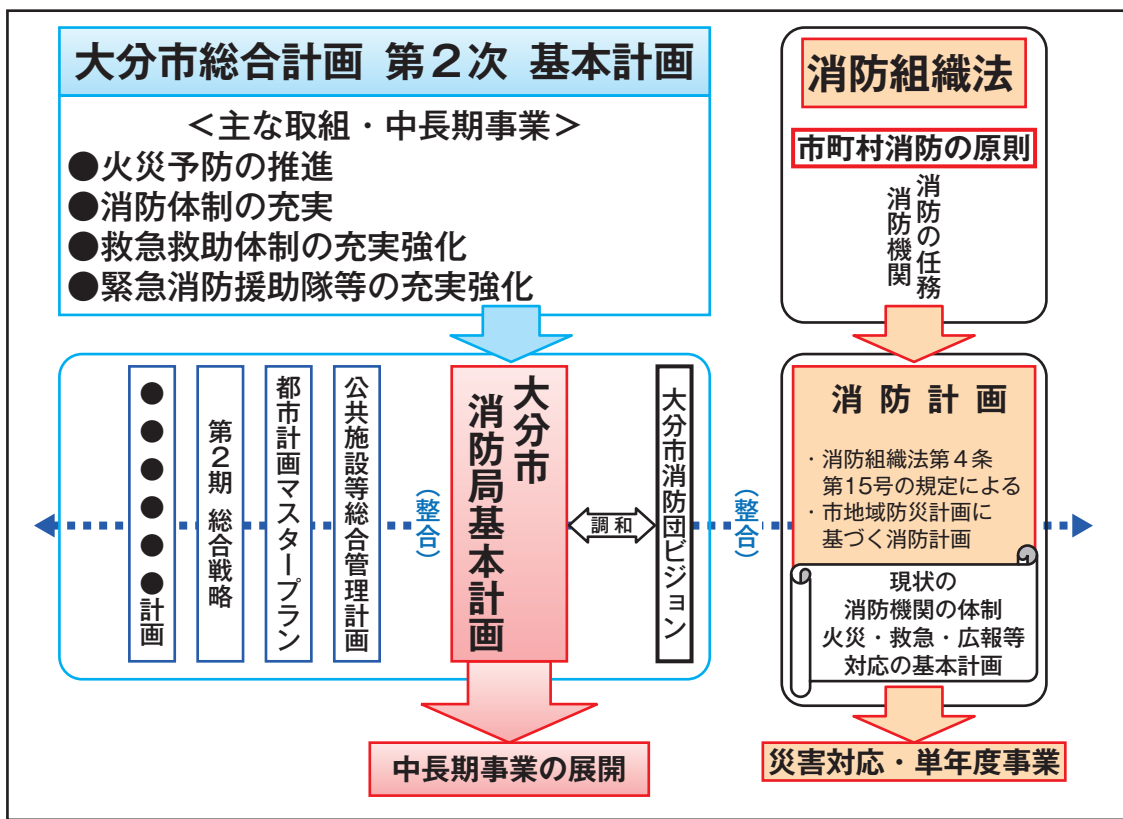 大分市総合計画 第2次 基本計画
＜主な取組・中長期事業＞
●火災予防の推進
●消防体制の充実
●救急救助体制の充実強化
●緊急消防援助隊等の充実強化
消防組織法
市町村消防の原則
消防の任務
消防機関
●●●●●●計画
第2期 総合戦略
都市計画マスタープラン
公共施設等総合管理計画
（整合）
大分市
消防局基本計画
調和
大分市消防団ビジョン
（整合）
消防計画
・消防組織法第４条
第15号の規定による
・市地域防災計画に
基づく消防計画
現状の
消防機関の体制
火災・救急・広報等
対応の基本計画
中長期事業の展開
災害対応・単年度事業